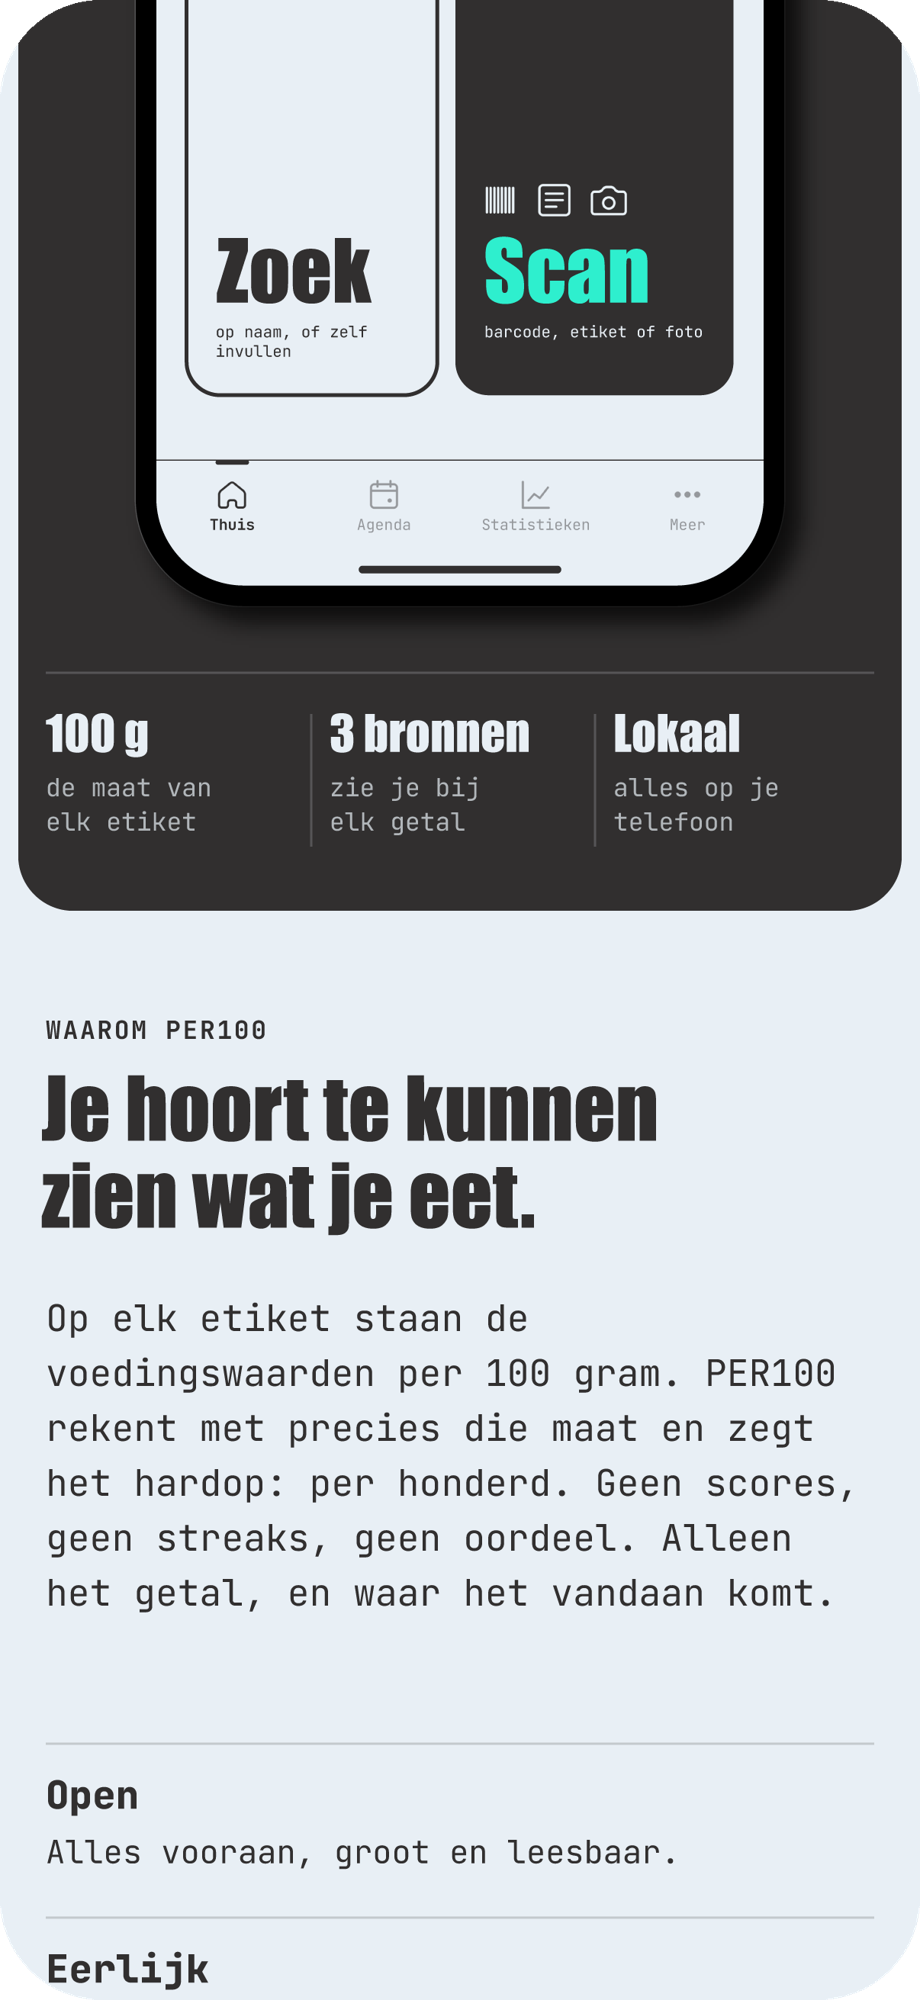 Zoek
op naam, of zelf
invullen
Scan
barcode, etiket of foto
Thuis
Agenda
Statistieken
Meer
100 g
de maat van
elk etiket
3 bronnen
zie je bij
elk getal
Lokaal
alles op je
telefoon
WAAROM PER100
Je hoort te kunnen
zien wat je eet.
Op elk etiket staan de
voedingswaarden per 100 gram. PER100
rekent met precies die maat en zegt
het hardop: per honderd. Geen scores,
geen streaks, geen oordeel. Alleen
het getal, en waar het vandaan komt.
Open
Alles vooraan, groot en leesbaar.
Eerlijk